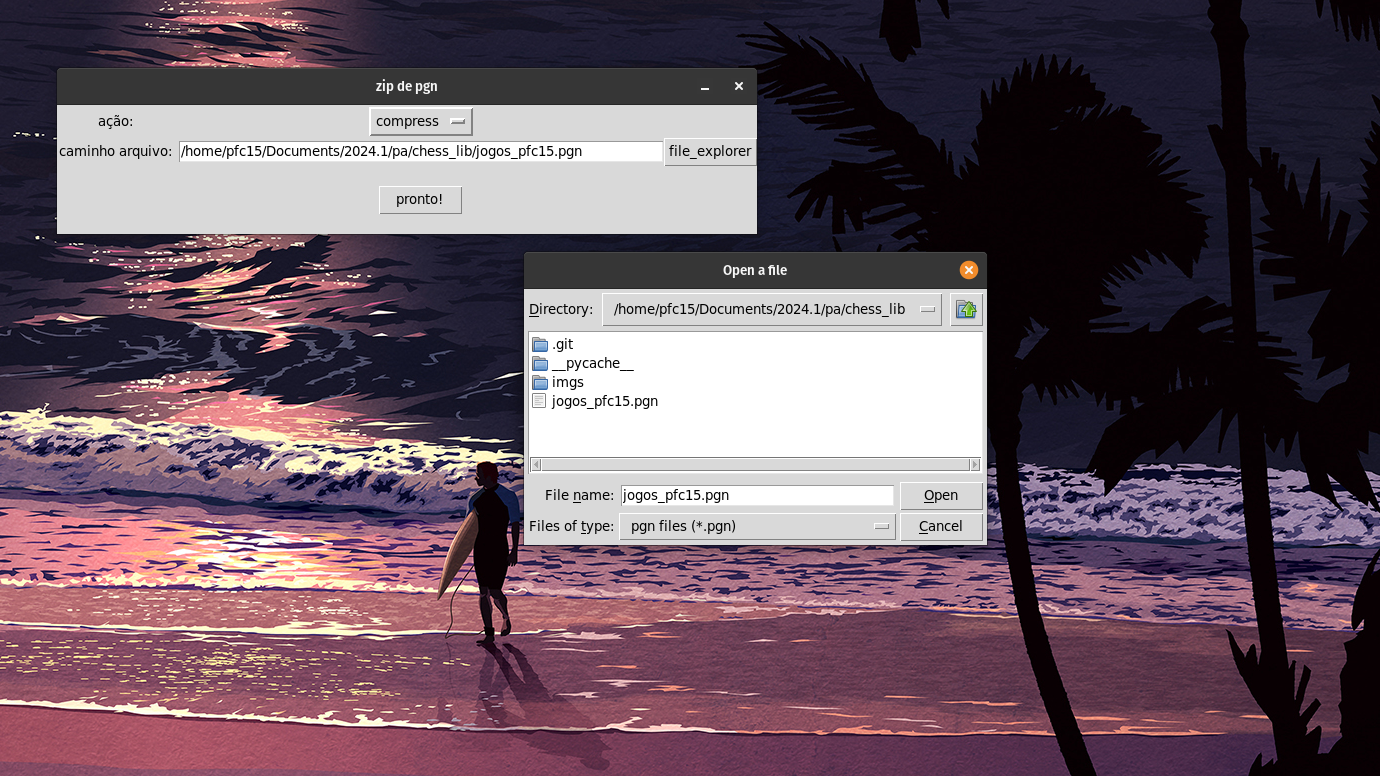 zip de pgn
ação: compress
caminho arquivo: /home/pfc15/Documents/2024.1/pa/chess_lib/jogos_pfc15.pgn file_explorer
pronto!
Open a file
Directory: /home/pfc15/Documents/2024.1/pa/chess_lib
.git
__pycache__
imgs
jogos_pfc15.pgn
File name: jogos_pfc15.pgn Open
Files of type: pgn files (*.pgn) Cancel